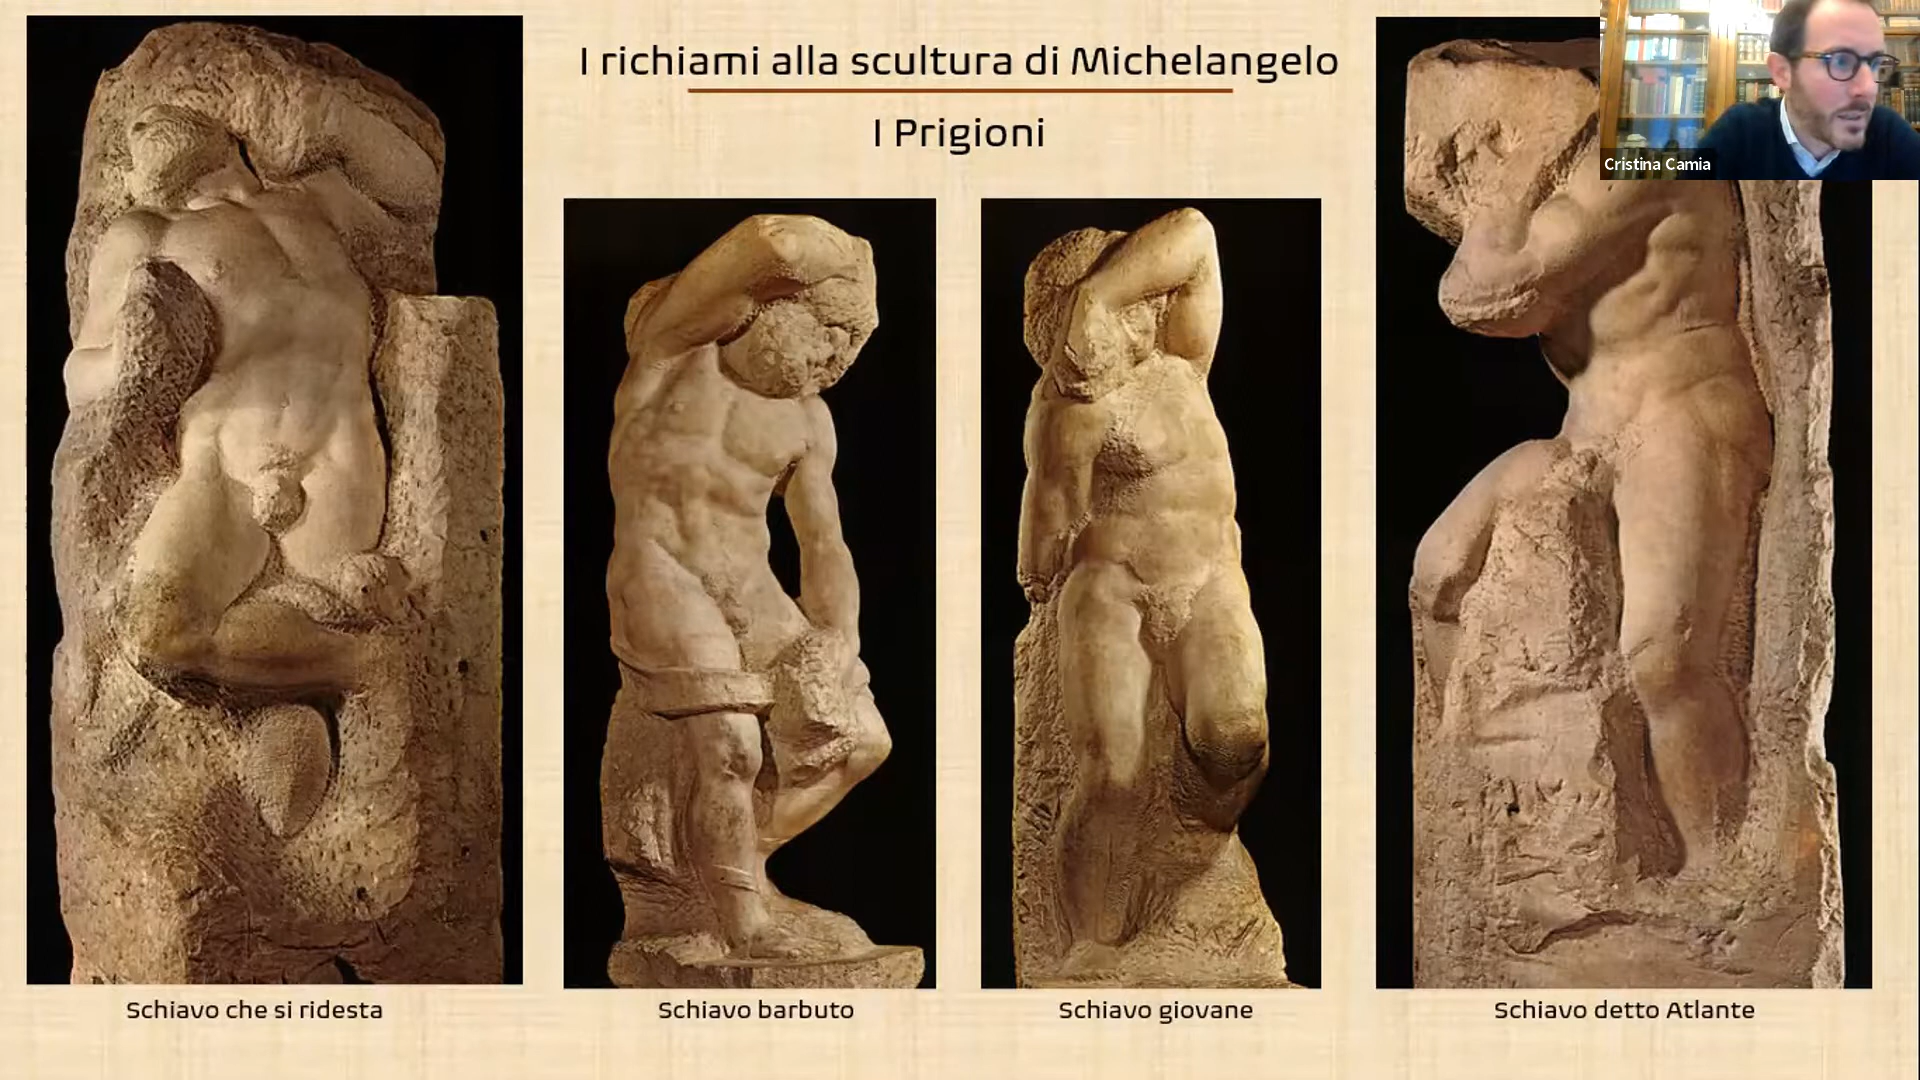 I richiami alla scultura di Michelangelo
I Prigioni
Cristina Camia
Schiavo che si ridesta
Schiavo barbuto
Schiavo giovane
Schiavo detto Atlante